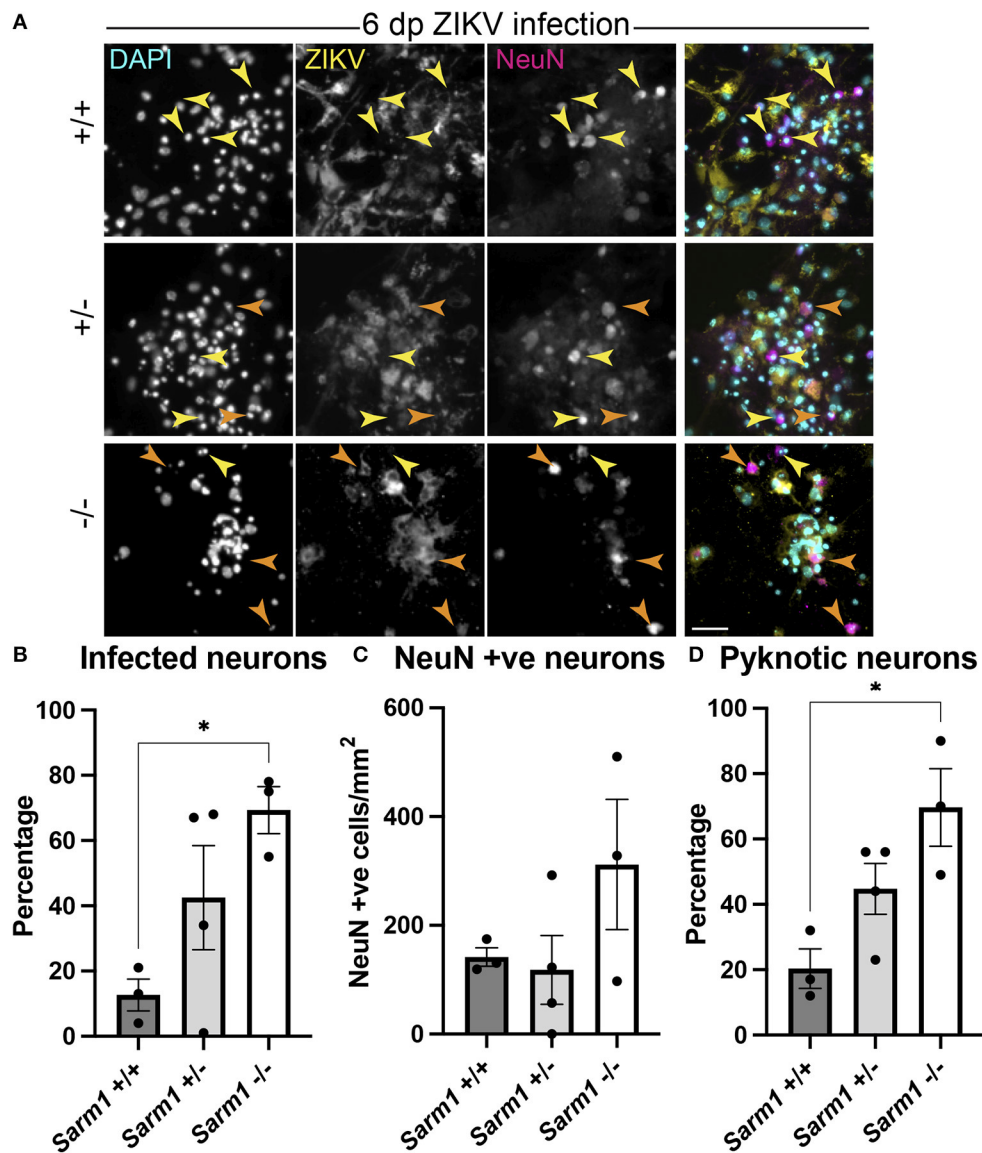 A
6 dp ZIKV infection
DAPI
ZIKV
NeuN
+/+
+/-
-/-
B
Infected neurons
Percentage
100
80
60
40
20
0
*
Sarm1 +/+
Sarm1 +/-
Sarm1 -/-
C
NeuN +ve neurons
NeuN +ve cells/mm²
600
400
200
0
Sarm1 +/+
Sarm1 +/-
Sarm1 -/-
D
Pyknotic neurons
Percentage
100
80
60
40
20
0
*
Sarm1 +/+
Sarm1 +/-
Sarm1 -/-